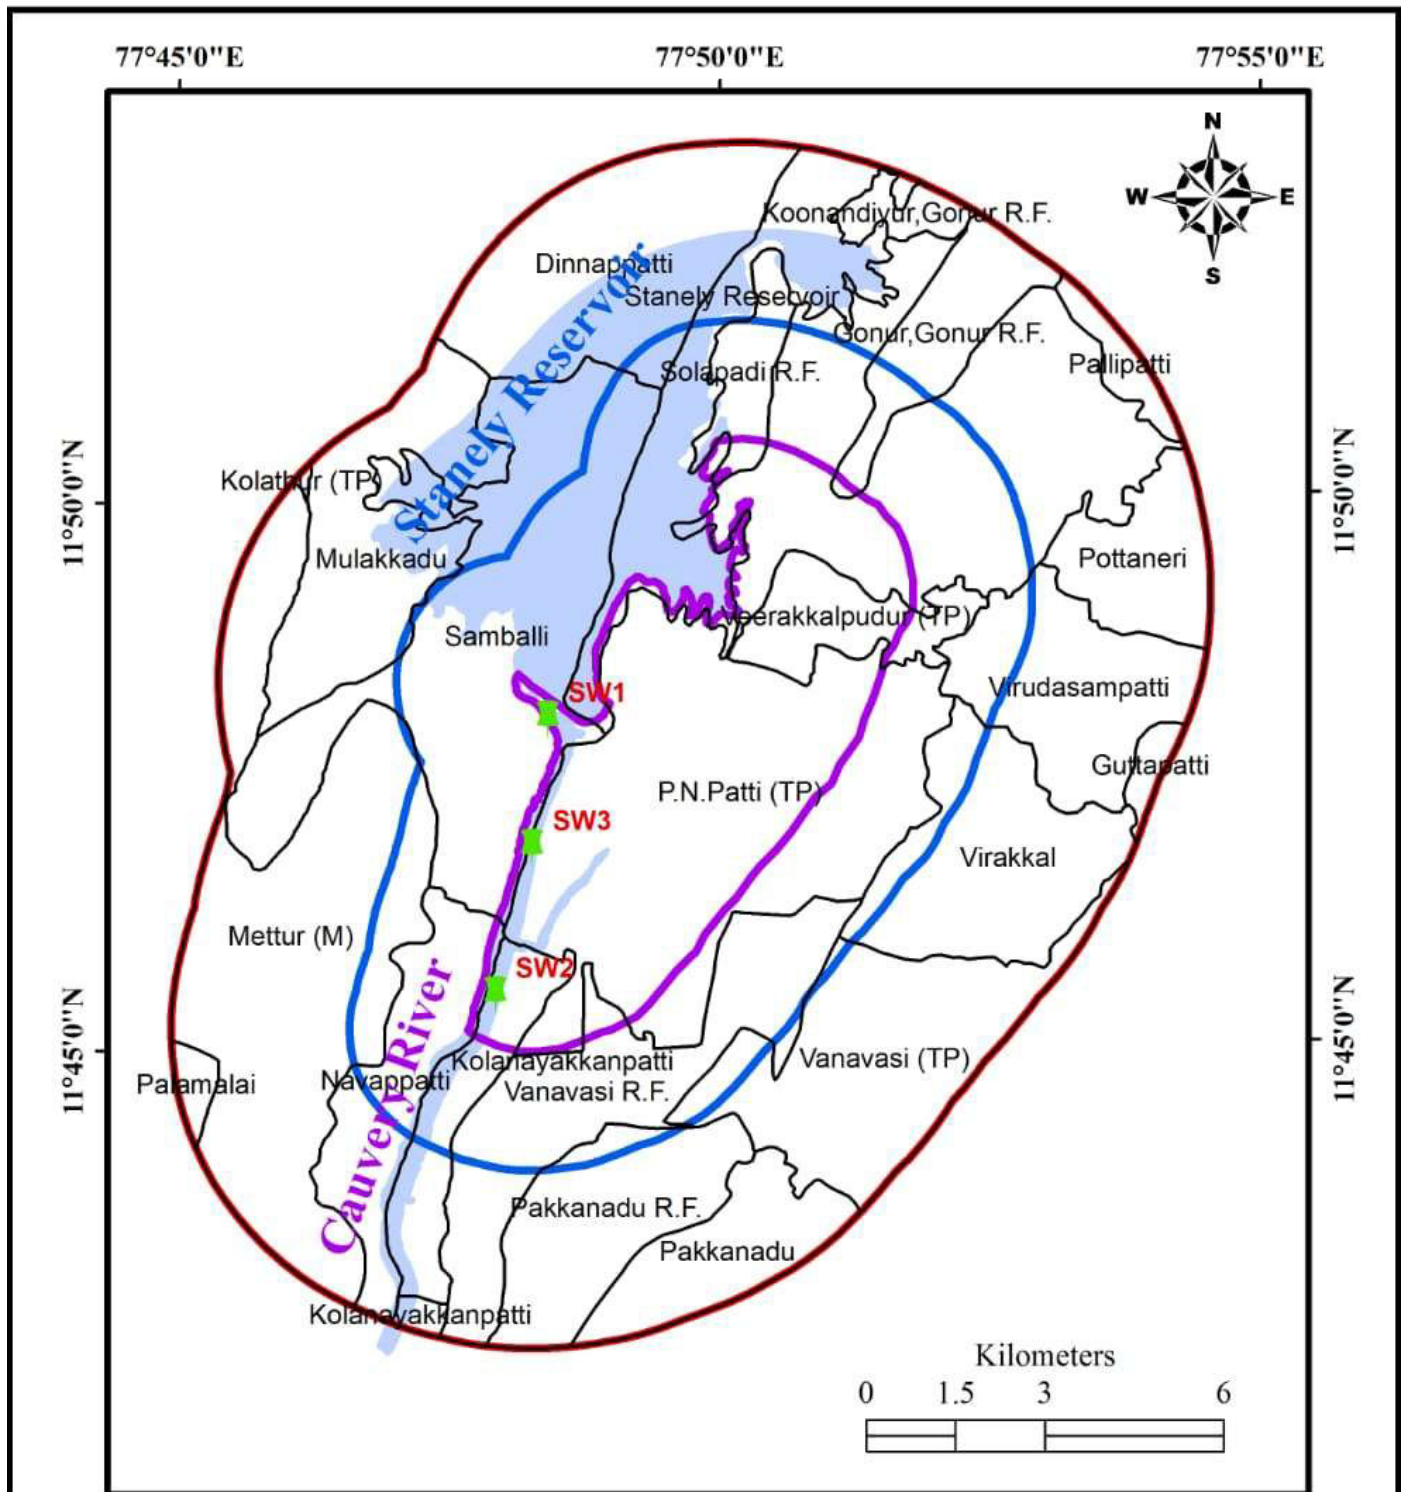 77°45'0"E
77°50'0"E
77°55'0"E
N
W
E
S
Koonandiyur,Gonur R.F.
Dinnappatti
Stanely Reservoir
Stanely Reservoir
Gonur,Gonur R.F.
Solapadi R.F.
Pallipatti
11°50'0"N
11°50'0"N
Kolathur (TP)
Mulakkadu
Pottaneri
Samballi
Veerakkalpudur (TP)
Virudasampatti
SW1
Guttapatti
P.N.Patti (TP)
SW3
Virakkal
Mettur (M)
SW2
Cauvery River
11°45'0"N
11°45'0"N
Kolanayakkanpatti
Vanavasi (TP)
Palamalai
Navappatti
Vanavasi R.F.
Pakkanadu R.F.
Pakkanadu
Kolanayakkanpatti
Kilometers
0 1.5 3 6